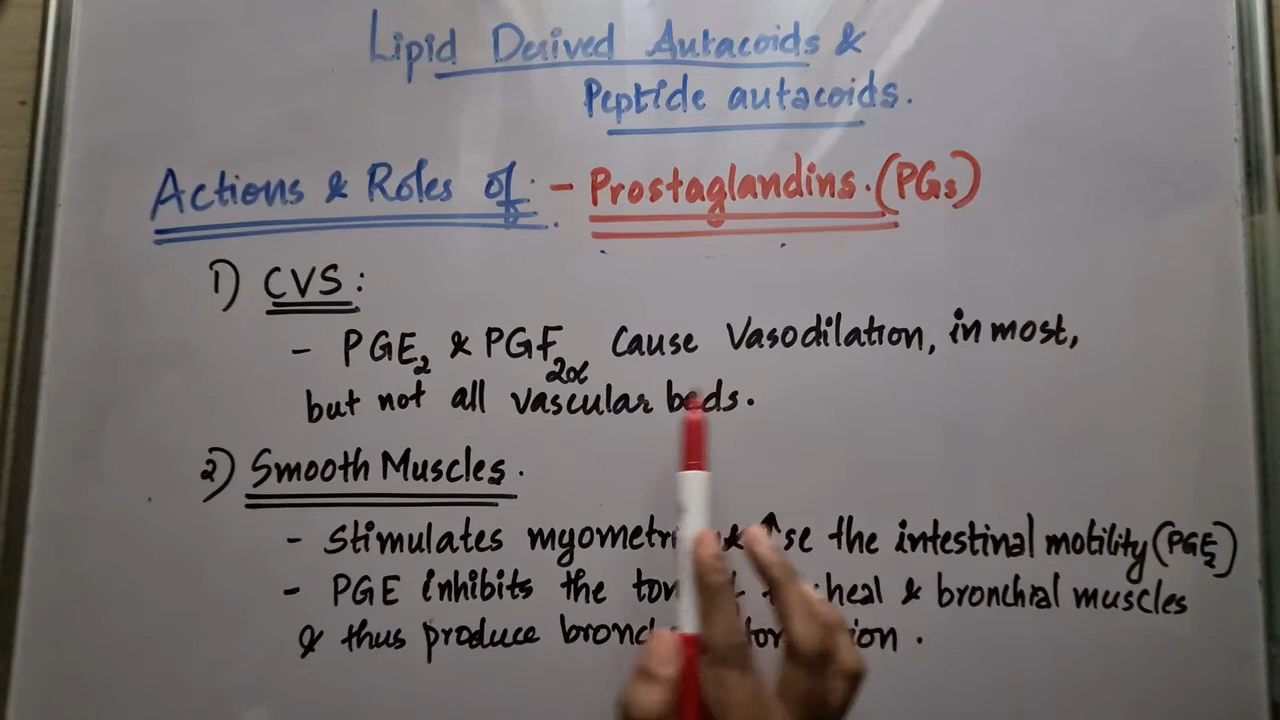 Lipid Derived Autacoids &
Peptide autacoids.
Actions & Roles of :- Prostaglandins. (PGs)
1) CVS :
- PGE₂ & PGF₂α Cause Vasodilation, in most,
but not all vascular beds.
2) Smooth Muscles.
- Stimulates & ↑se the intestinal motility (PGE₂)
- PGE inhibits the & bronchial muscles
& thus produce .